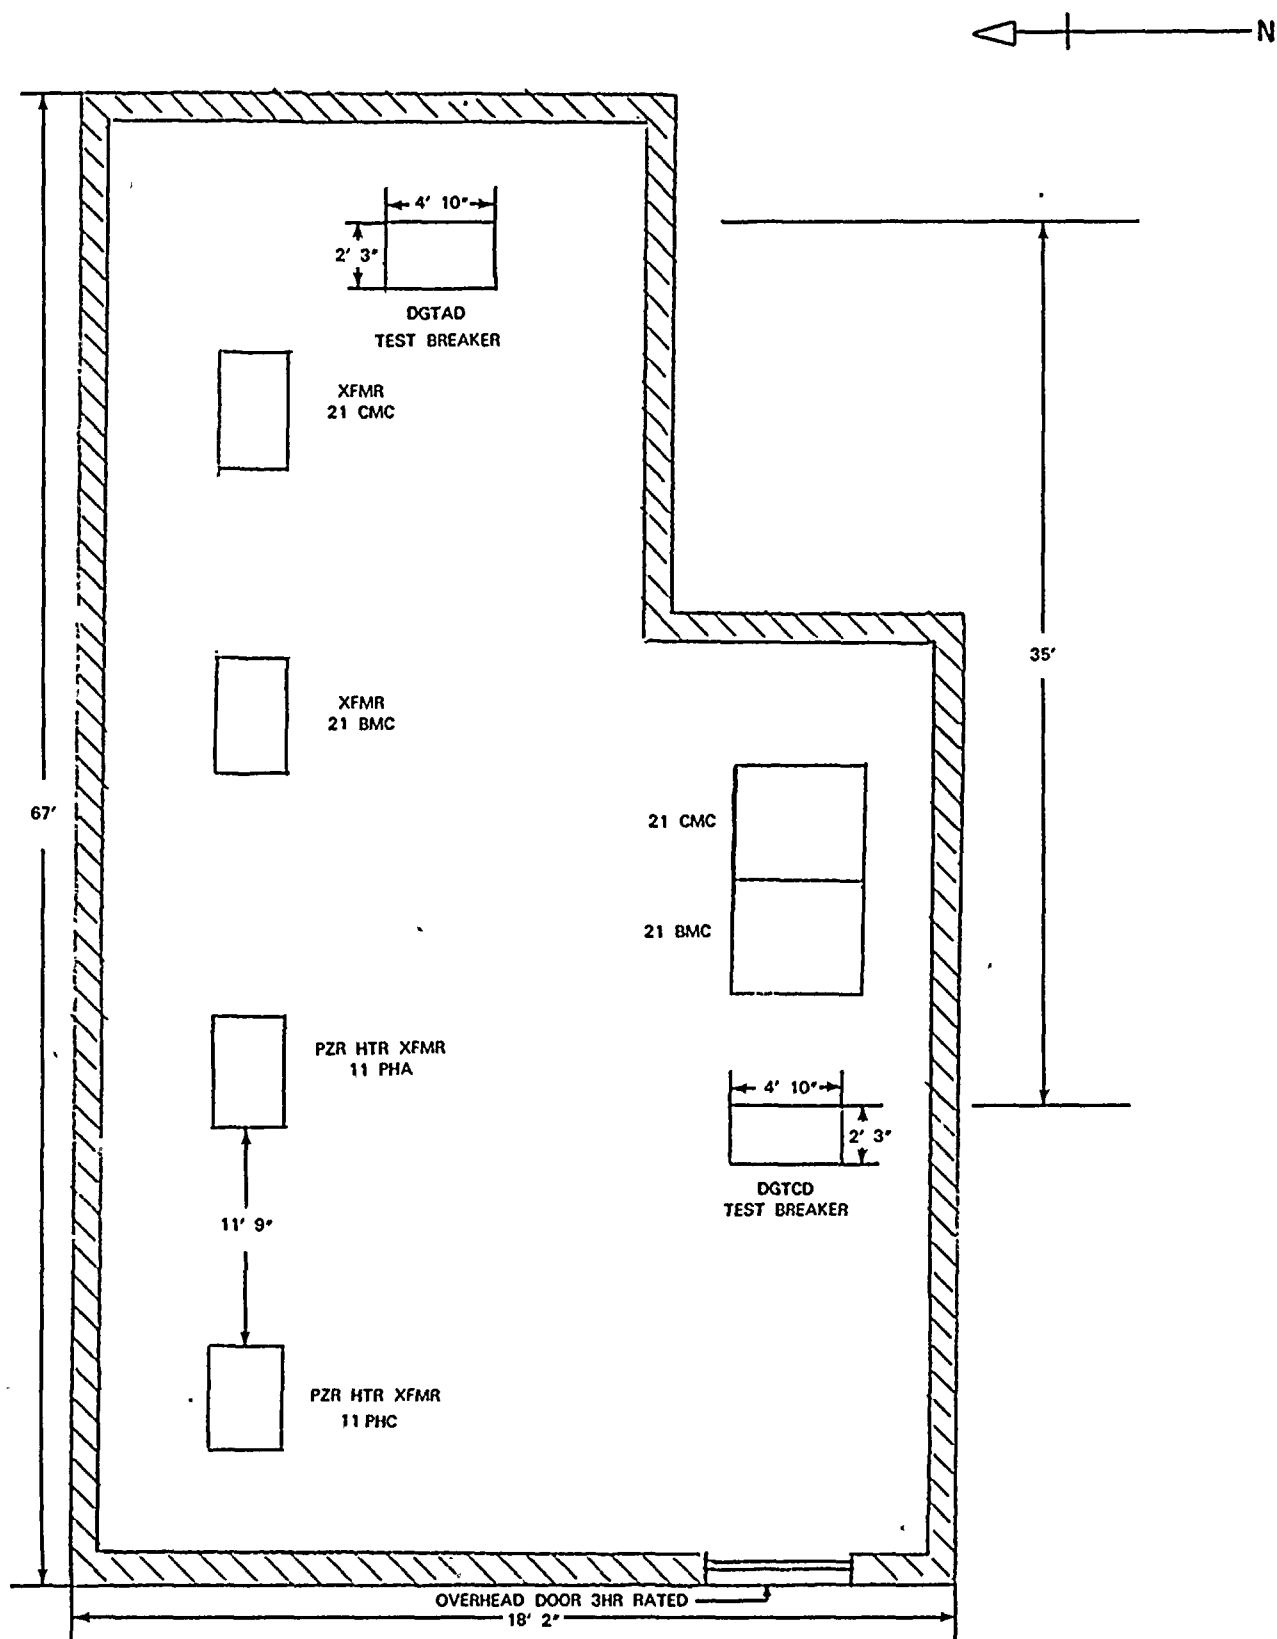 N
4' 10"
2' 3"
DGTAD
TEST BREAKER
XFMR
21 CMC
35'
XFMR
21 BMC
67'
21 CMC
21 BMC
PZR HTR XFMR
11 PHA
4' 10"
2' 3"
DGTCD
TEST BREAKER
11' 9"
PZR HTR XFMR
11 PHC
OVERHEAD DOOR 3HR RATED
18' 2"